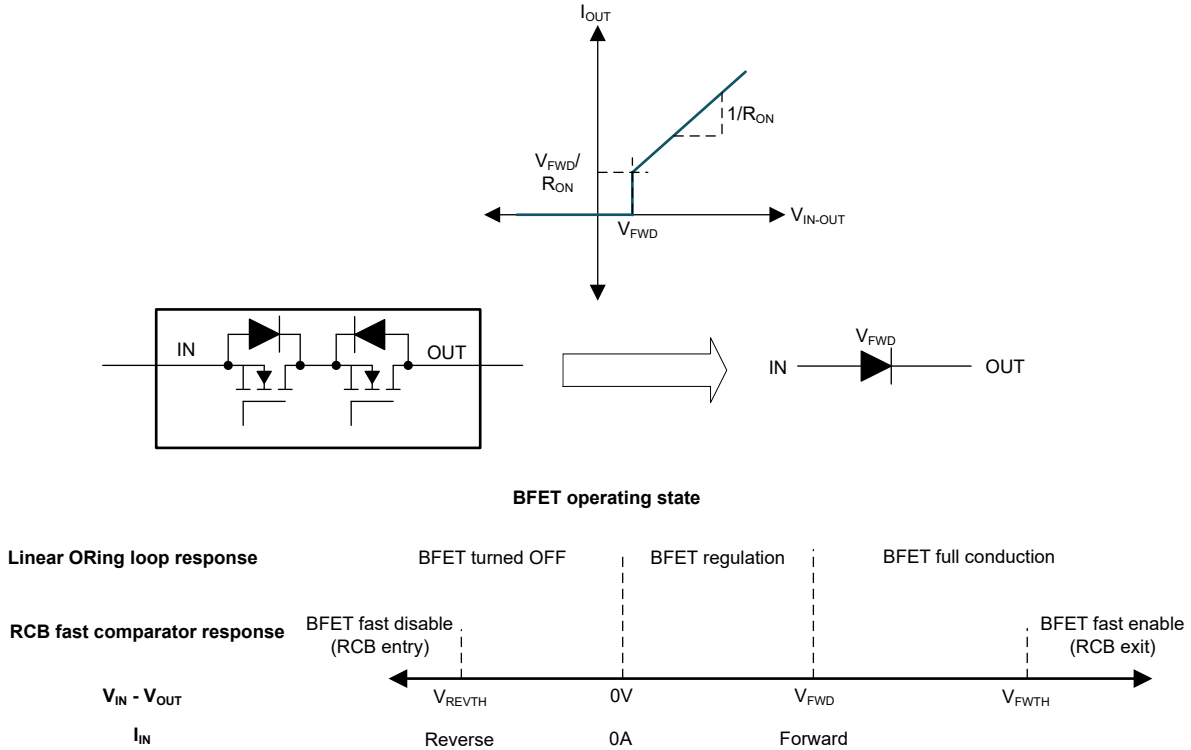 I_OUT
1/R_ON
V_FWD/
R_ON
V_IN-OUT
V_FWD
IN
OUT
V_FWD
IN
OUT
BFET operating state
Linear ORing loop response
BFET turned OFF
BFET regulation
BFET full conduction
RCB fast comparator response
BFET fast disable
(RCB entry)
BFET fast enable
(RCB exit)
V_IN - V_OUT
V_REVTH
0V
V_FWD
V_FWTH
I_IN
Reverse
0A
Forward